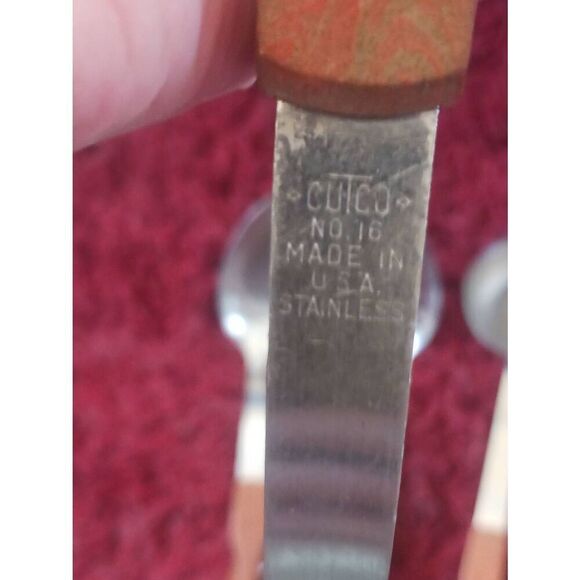 CUTCO
NO. 16
MADE IN
U.S.A.
STAINLESS